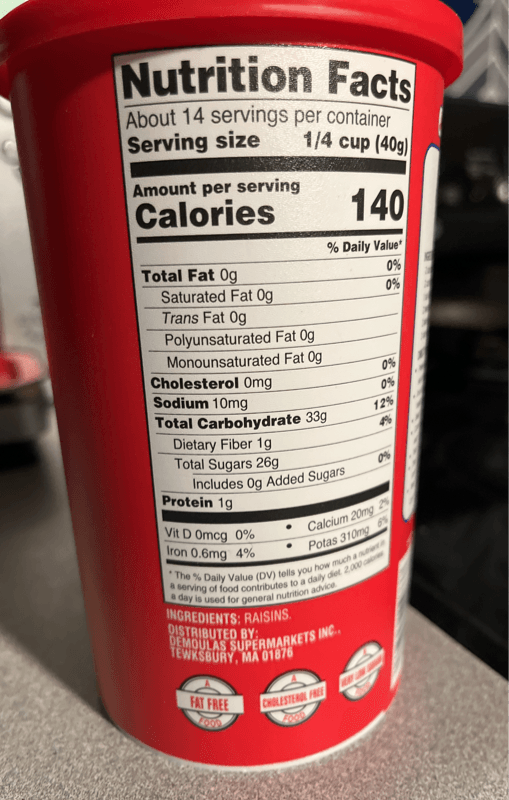 Nutrition Facts
About 14 servings per container
Serving size 1/4 cup (40g)
Amount per serving
Calories 140
% Daily Value*
Total Fat 0g 0%
Saturated Fat 0g 0%
Trans Fat 0g
Polyunsaturated Fat 0g
Monounsaturated Fat 0g
Cholesterol 0mg 0%
Sodium 10mg 0%
Total Carbohydrate 33g 12%
Dietary Fiber 1g 4%
Total Sugars 26g
Includes 0g Added Sugars 0%
Protein 1g
Vit D 0mcg 0% • Calcium 20mg 2%
Iron 0.6mg 4% • Potas 310mg 6%
* The % Daily Value (DV) tells you how much a nutrient in
a serving of food contributes to a daily diet. 2,000 calories
a day is used for general nutrition advice.
INGREDIENTS: RAISINS.
DISTRIBUTED BY:
DEMOULAS SUPERMARKETS INC.,
TEWKSBURY, MA 01876
A
FAT FREE
FOOD
A
CHOLESTEROL FREE
FOOD
A
VERY LOW SODIUM
FOOD